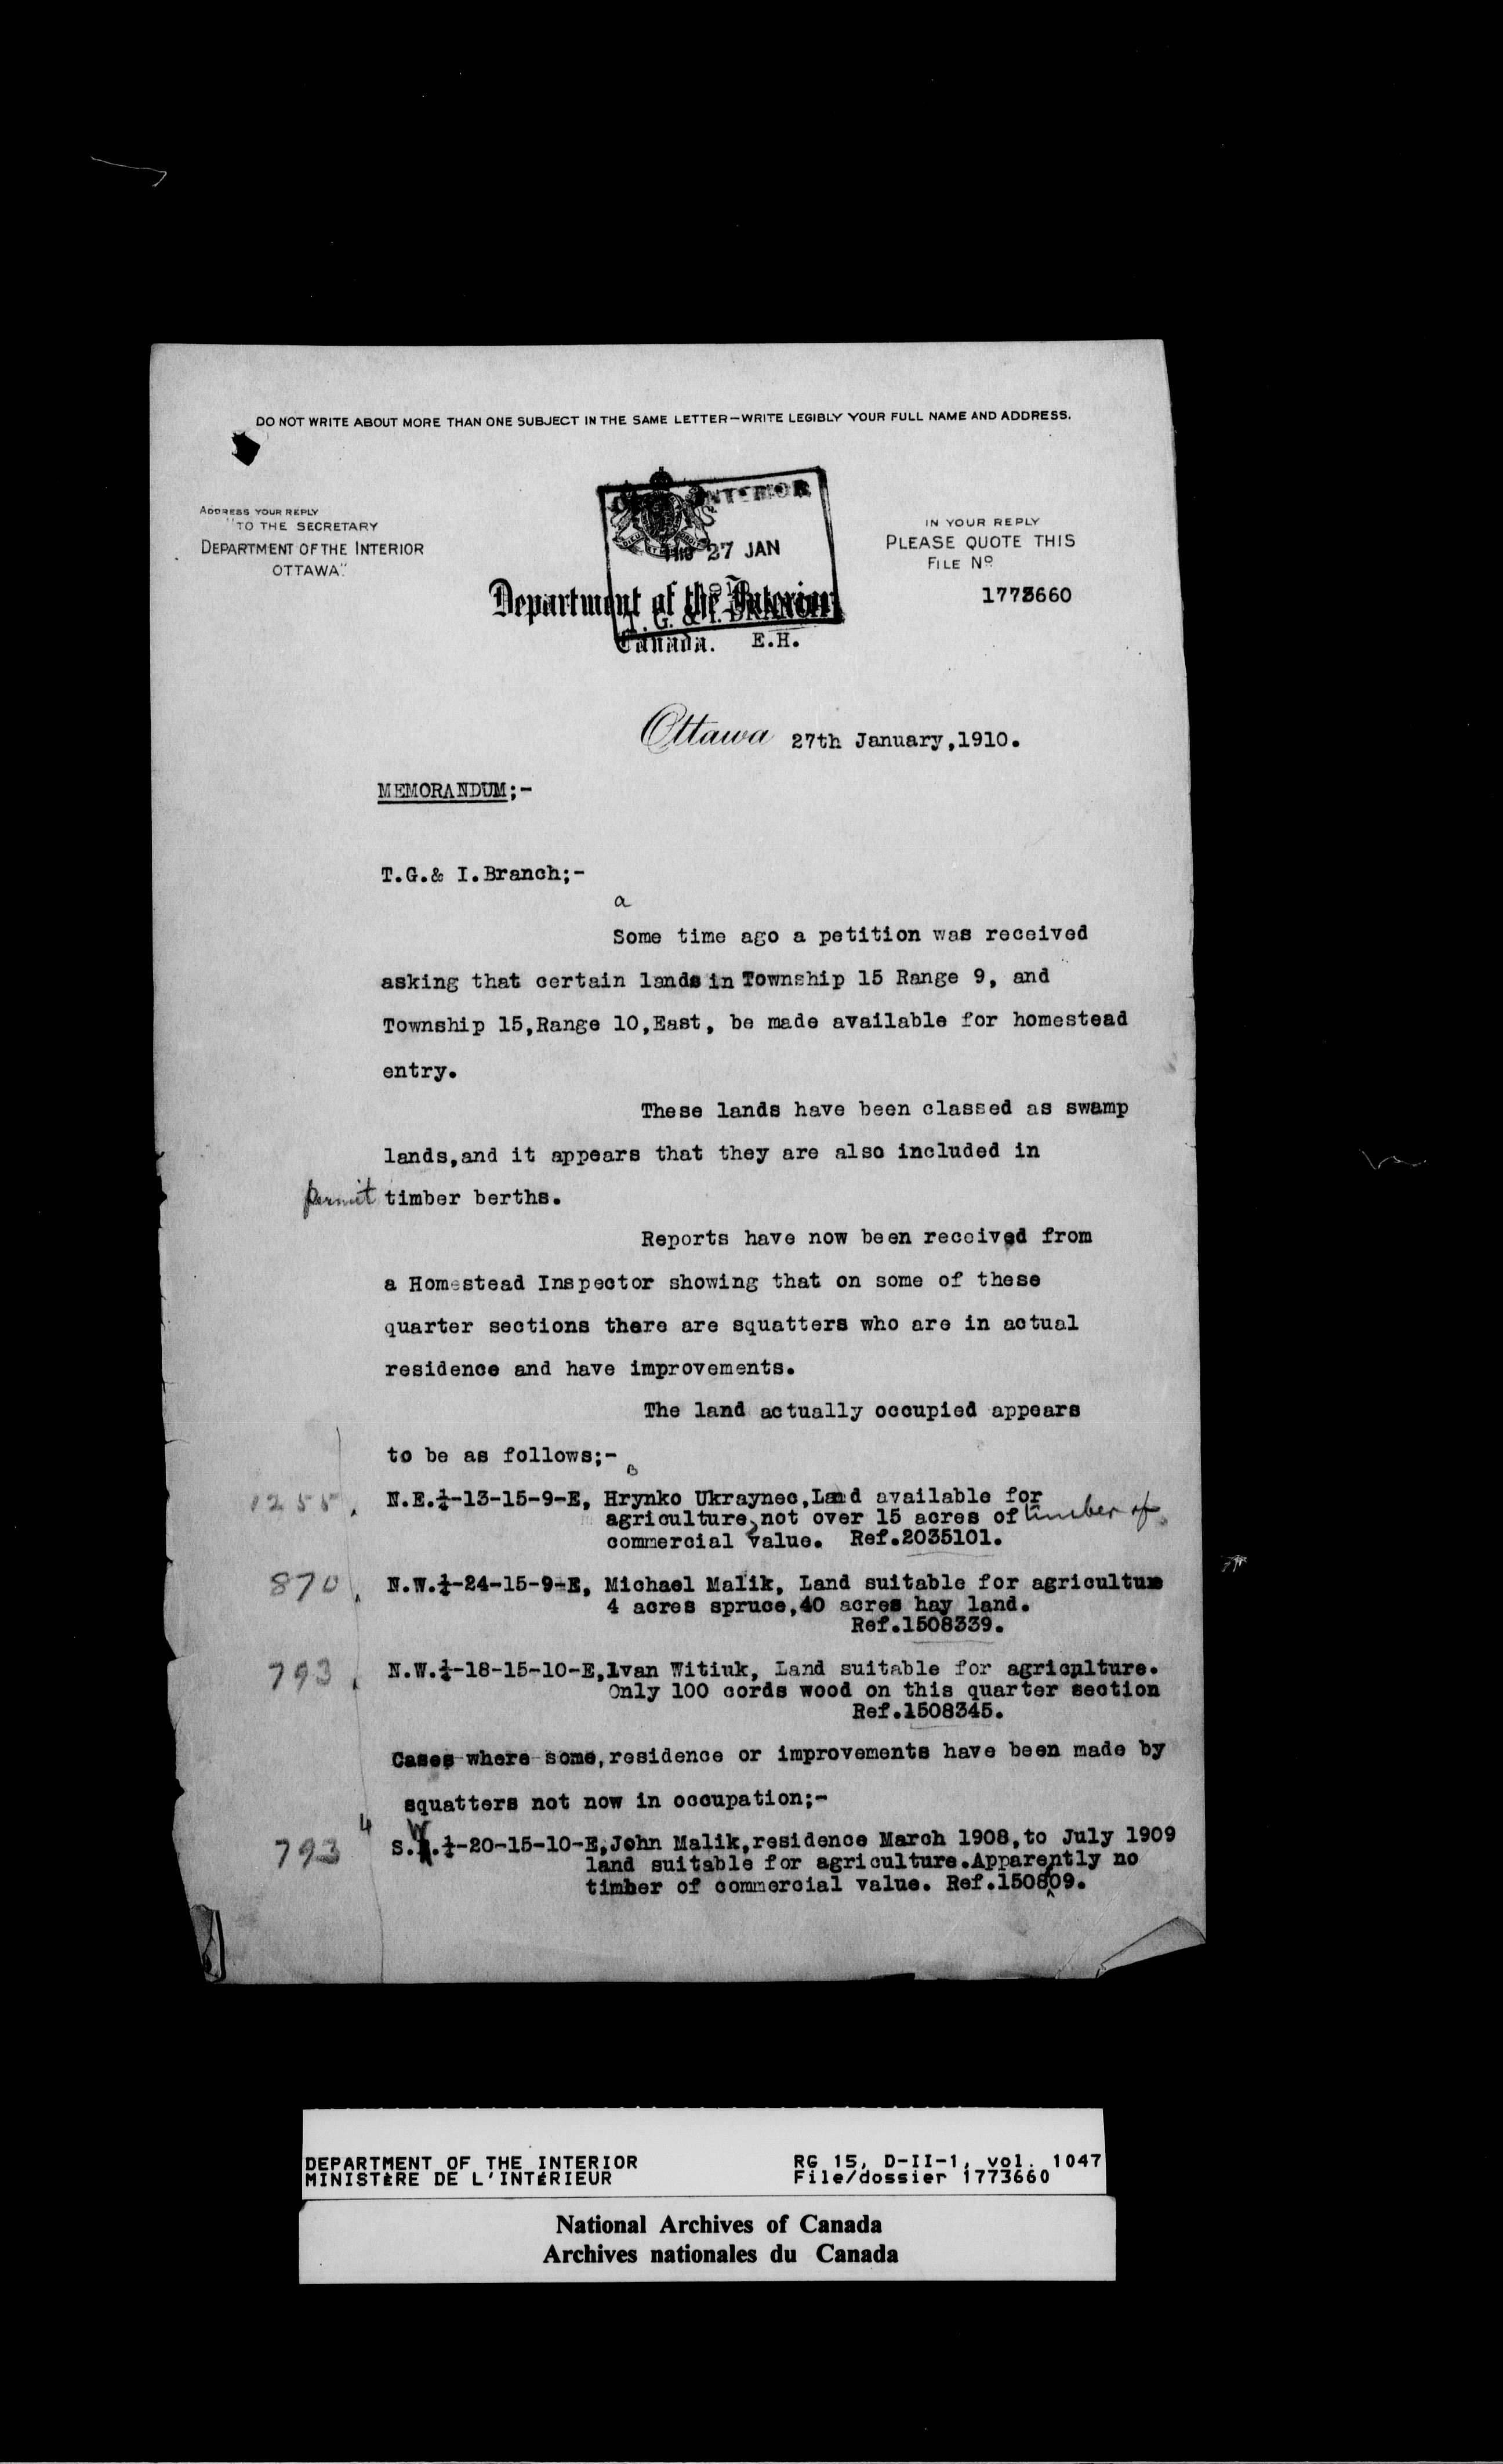 DO NOT WRITE ABOUT MORE THAN ONE SUBJECT IN THE SAME LETTER—WRITE LEGIBLY YOUR FULL NAME AND ADDRESS.
ADDRESS YOUR REPLY
"TO THE SECRETARY
DEPARTMENT OF THE INTERIOR
OTTAWA."
INTERIOR
1910 27 JAN
IN YOUR REPLY
PLEASE QUOTE THIS
FILE No
1773660
Department of the Interior
T. G. & I. BRANCH
Canada. E.H.
Ottawa 27th January,1910.
MEMORANDUM;-
T.G.& I.Branch;-
a
Some time ago a petition was received
asking that certain lands in Township 15 Range 9, and
Township 15,Range 10,East, be made available for homestead
entry.
These lands have been classed as swamp
lands,and it appears that they are also included in
permit timber berths.
Reports have now been received from
a Homestead Inspector showing that on some of these
quarter sections there are squatters who are in actual
residence and have improvements.
The land actually occupied appears
to be as follows;-
B
1255. N.E.¼-13-15-9-E, Hrynko Ukraynec,Land available for
agriculture,not over 15 acres of timber of
commercial value. Ref.2035101.
870. N.W.¼-24-15-9-E, Michael Malik, Land suitable for agriculture
4 acres spruce,40 acres hay land.
Ref.1508339.
793. N.W.¼-18-15-10-E,Ivan Witiuk, Land suitable for agriculture.
Only 100 cords wood on this quarter section
Ref.1508345.
Cases where some,residence or improvements have been made by
squatters not now in occupation;-
4
793 S.W.¼-20-15-10-E,John Malik,residence March 1908,to July 1909
land suitable for agriculture.Apparently no
timber of commercial value. Ref.150809.
DEPARTMENT OF THE INTERIOR
MINISTÈRE DE L'INTÉRIEUR
RG 15, D-II-1, vol. 1047
File/dossier 1773660
National Archives of Canada
Archives nationales du Canada